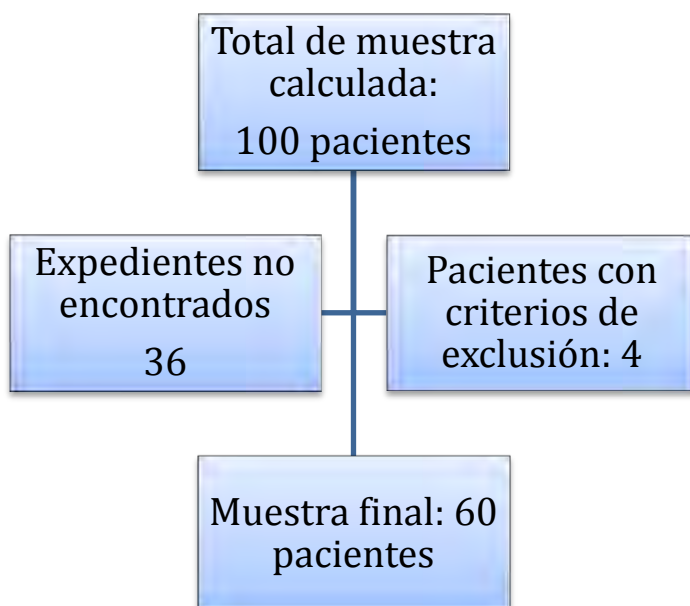 Total de muestra
calculada:
100 pacientes
Expedientes no
encontrados
36
Pacientes con
criterios de
exclusión: 4
Muestra final: 60
pacientes